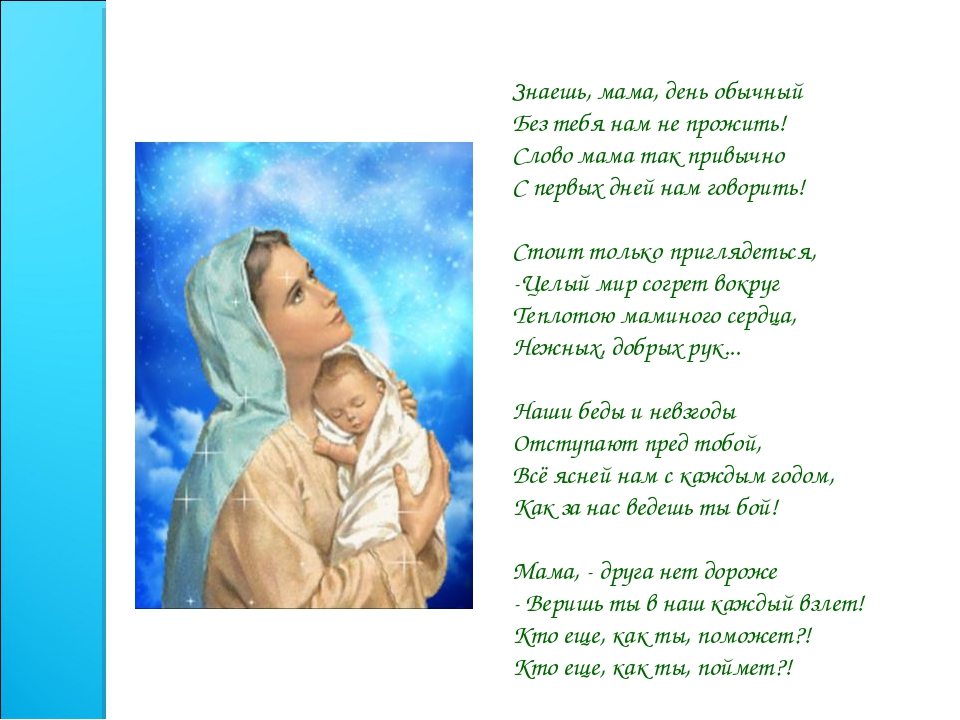 Знаешь, мама, день обычный
Без тебя нам не прожить!
Слово мама так привычно
С первых дней нам говорить!

Стоит только приглядеться,
-Целый мир согрет вокруг
Теплотою маминого сердца,
Нежных, добрых рук...

Наши беды и невзгоды
Отступают пред тобой,
Всё ясней нам с каждым годом,
Как за нас ведешь ты бой!

Мама, - друга нет дороже
- Веришь ты в наш каждый взлет!
Кто еще, как ты, поможет?!
Кто еще, как ты, поймет?!